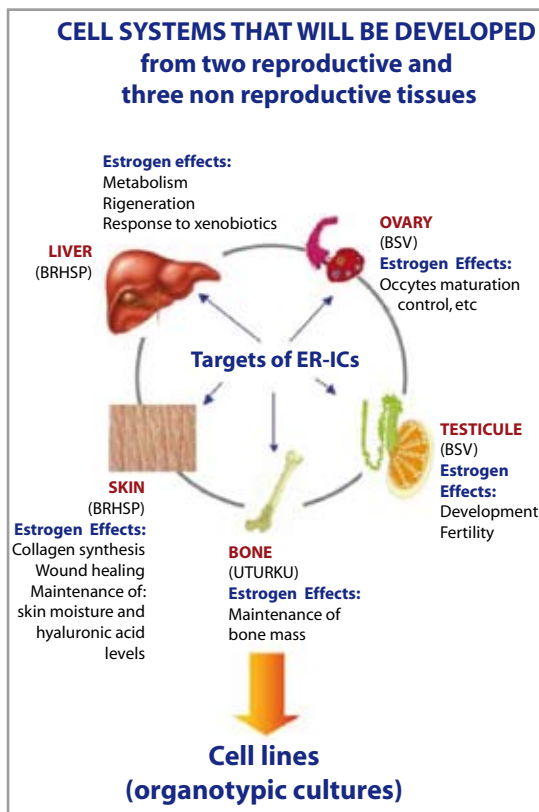 CELL SYSTEMS THAT WILL BE DEVELOPED
from two reproductive and
three non reproductive tissues
Estrogen effects:
Metabolism
Rigeneration
Response to xenobiotics
LIVER
(BRHSP)
OVARY
(BSV)
Estrogen Effects:
Occytes maturation
control, etc
Targets of ER-ICs
TESTICULE
(BSV)
Estrogen
Effects:
Development
Fertility
SKIN
(BRHSP)
Estrogen Effects:
Collagen synthesis
Wound healing
Maintenance of:
skin moisture and
hyaluronic acid
levels
BONE
(UTURKU)
Estrogen Effects:
Maintenance of
bone mass
Cell lines
(organotypic cultures)